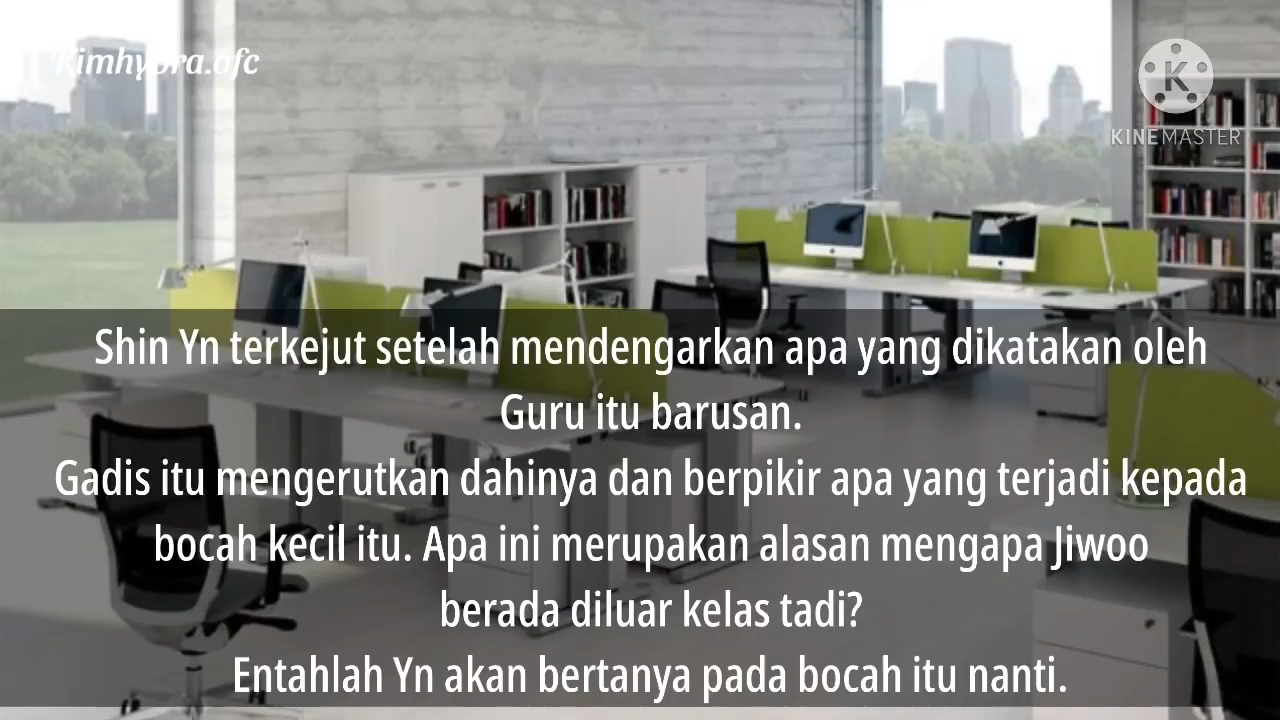 Kimhyora.ofc
K
KINEMASTER
Shin Yn terkejut setelah mendengarkan apa yang dikatakan oleh
Guru itu barusan.
Gadis itu mengerutkan dahinya dan berpikir apa yang terjadi kepada
bocah kecil itu. Apa ini merupakan alasan mengapa Jiwoo
berada diluar kelas tadi?
Entahlah Yn akan bertanya pada bocah itu nanti.